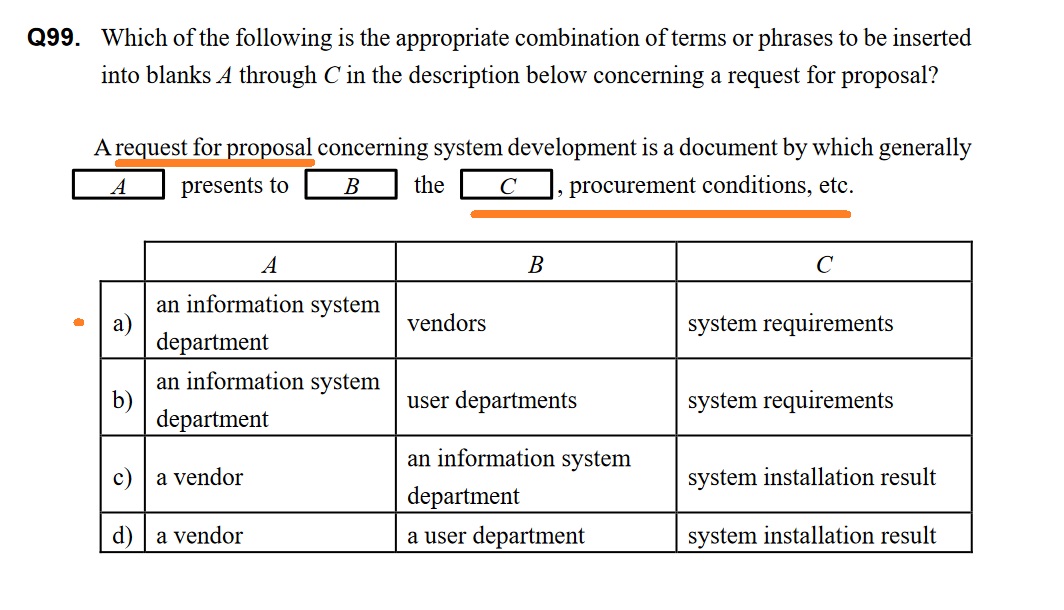 Q99. Which of the following is the appropriate combination of terms or phrases to be inserted
into blanks A through C in the description below concerning a request for proposal?
A request for proposal concerning system development is a document by which generally
A presents to B the C , procurement conditions, etc.
A B C
a) an information system department vendors system requirements
b) an information system department user departments system requirements
c) a vendor an information system department system installation result
d) a vendor a user department system installation result